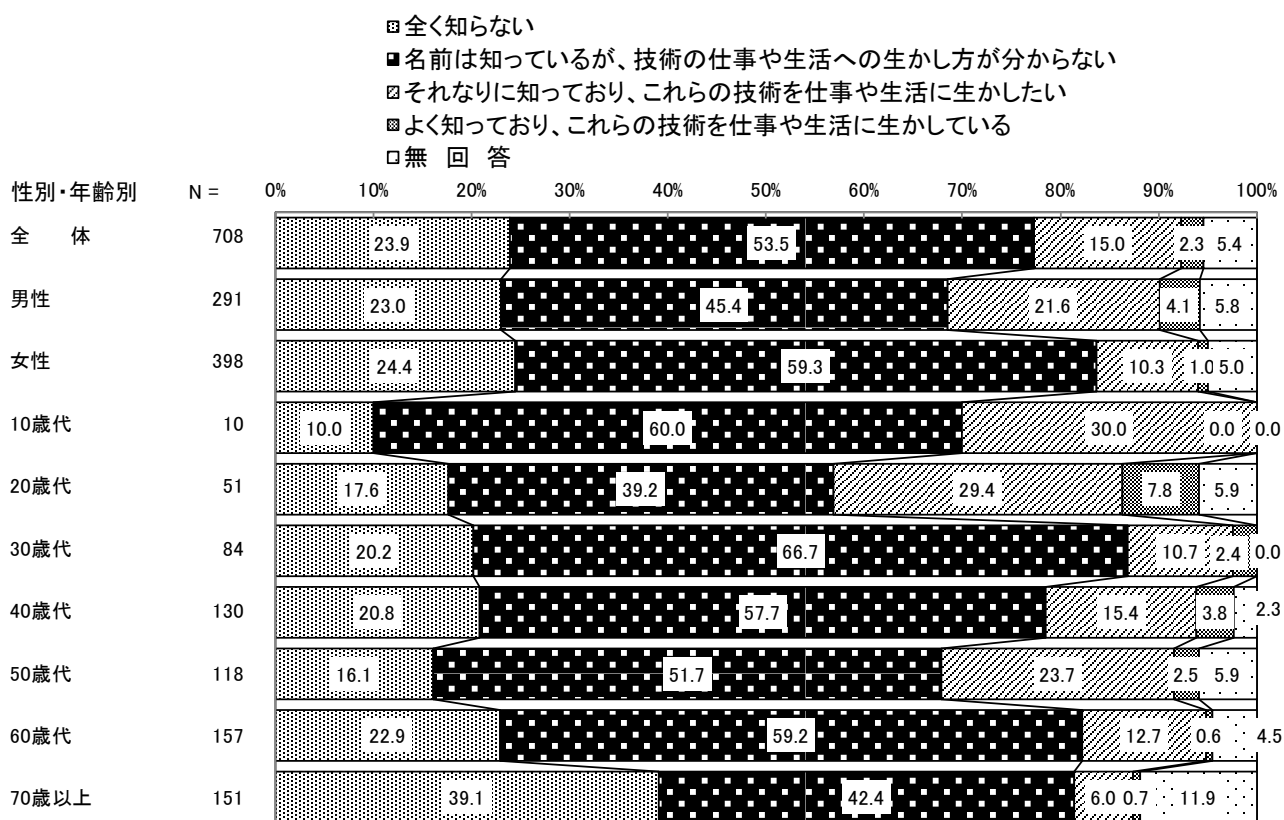 全く知らない
名前は知っているが、技術の仕事や生活への生かし方が分からない
それなりに知っており、これらの技術を仕事や生活に生かしたい
よく知っており、これらの技術を仕事や生活に生かしている
無 回 答
性別・年齢別 N = 0% 10% 20% 30% 40% 50% 60% 70% 80% 90% 100%
全 体 708 23.9 53.5 15.0 2.3 5.4
男性 291 23.0 45.4 21.6 4.1 5.8
女性 398 24.4 59.3 10.3 1.0 5.0
10歳代 10 10.0 60.0 30.0 0.0 0.0
20歳代 51 17.6 39.2 29.4 7.8 5.9
30歳代 84 20.2 66.7 10.7 2.4 0.0
40歳代 130 20.8 57.7 15.4 3.8 2.3
50歳代 118 16.1 51.7 23.7 2.5 5.9
60歳代 157 22.9 59.2 12.7 0.6 4.5
70歳以上 151 39.1 42.4 6.0 0.7 11.9